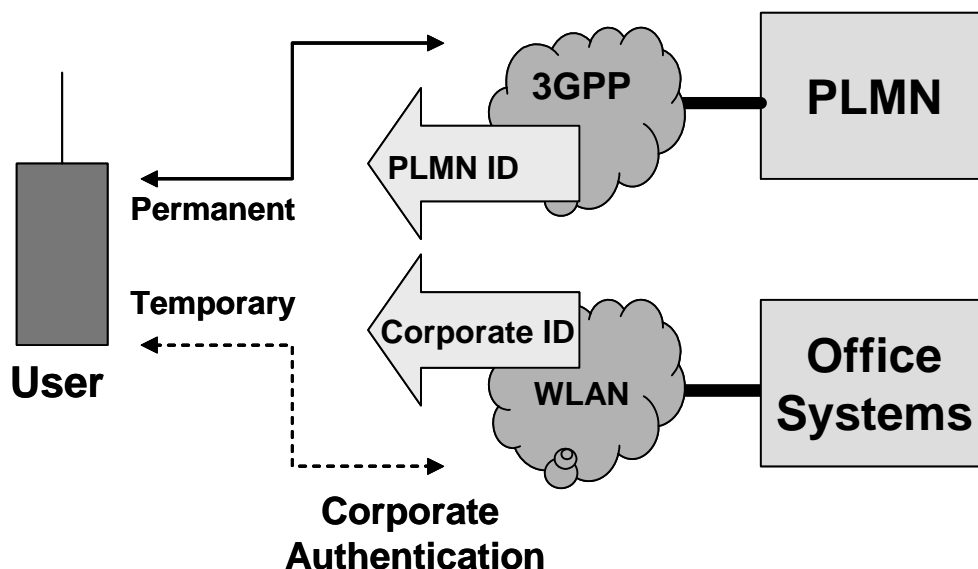 3GPP
PLMN
PLMN ID
Permanent
Temporary
Corporate ID
User
WLAN
Office
Systems
Corporate
Authentication